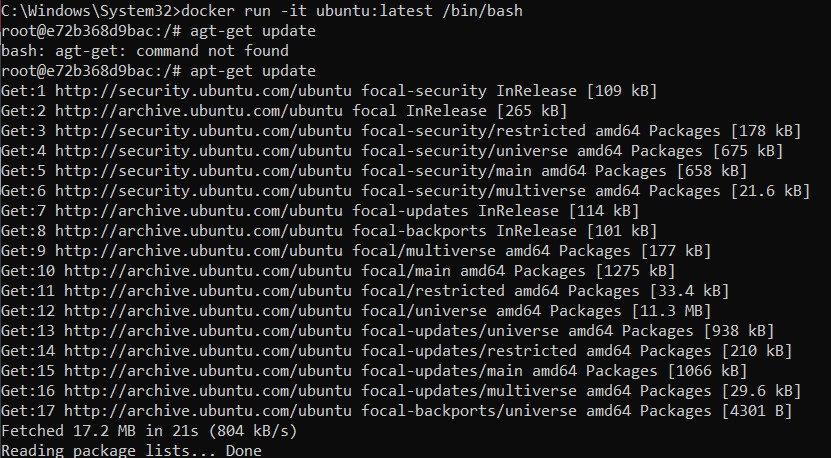 C:\Windows\System32>docker run -it ubuntu:latest /bin/bash
root@e72b368d9bac:/# agt-get update
bash: agt-get: command not found
root@e72b368d9bac:/# apt-get update
Get:1 http://security.ubuntu.com/ubuntu focal-security InRelease [109 kB]
Get:2 http://archive.ubuntu.com/ubuntu focal InRelease [265 kB]
Get:3 http://security.ubuntu.com/ubuntu focal-security/restricted amd64 Packages [178 kB]
Get:4 http://security.ubuntu.com/ubuntu focal-security/universe amd64 Packages [675 kB]
Get:5 http://security.ubuntu.com/ubuntu focal-security/main amd64 Packages [658 kB]
Get:6 http://security.ubuntu.com/ubuntu focal-security/multiverse amd64 Packages [21.6 kB]
Get:7 http://archive.ubuntu.com/ubuntu focal-updates InRelease [114 kB]
Get:8 http://archive.ubuntu.com/ubuntu focal-backports InRelease [101 kB]
Get:9 http://archive.ubuntu.com/ubuntu focal/multiverse amd64 Packages [177 kB]
Get:10 http://archive.ubuntu.com/ubuntu focal/main amd64 Packages [1275 kB]
Get:11 http://archive.ubuntu.com/ubuntu focal/restricted amd64 Packages [33.4 kB]
Get:12 http://archive.ubuntu.com/ubuntu focal/universe amd64 Packages [11.3 MB]
Get:13 http://archive.ubuntu.com/ubuntu focal-updates/universe amd64 Packages [938 kB]
Get:14 http://archive.ubuntu.com/ubuntu focal-updates/restricted amd64 Packages [210 kB]
Get:15 http://archive.ubuntu.com/ubuntu focal-updates/main amd64 Packages [1066 kB]
Get:16 http://archive.ubuntu.com/ubuntu focal-updates/multiverse amd64 Packages [29.6 kB]
Get:17 http://archive.ubuntu.com/ubuntu focal-backports/universe amd64 Packages [4301 B]
Fetched 17.2 MB in 21s (804 kB/s)
Reading package lists... Done